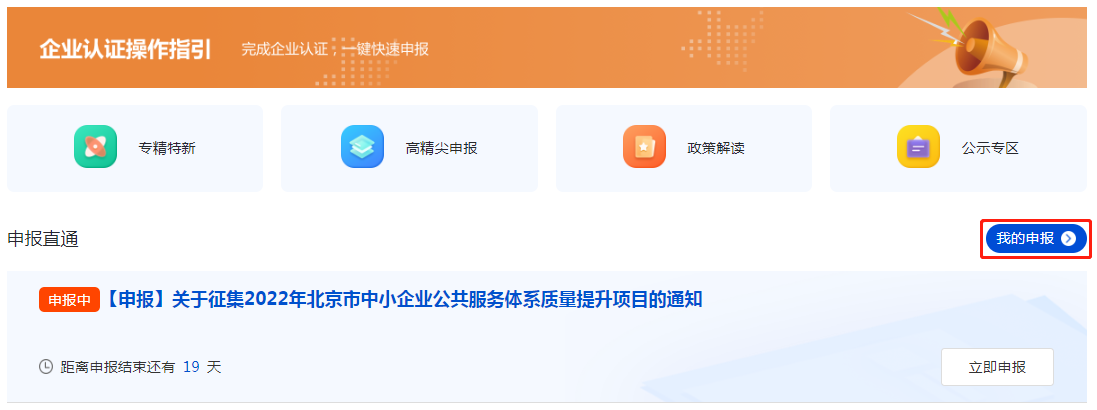 企业认证操作指引 完成企业认证，一键快速申报
专精特新 高精尖申报 政策解读 公示专区
申报直通 我的申报
申报中 【申报】关于征集2022年北京市中小企业公共服务体系质量提升项目的通知
距离申报结束还有 19 天 立即申报